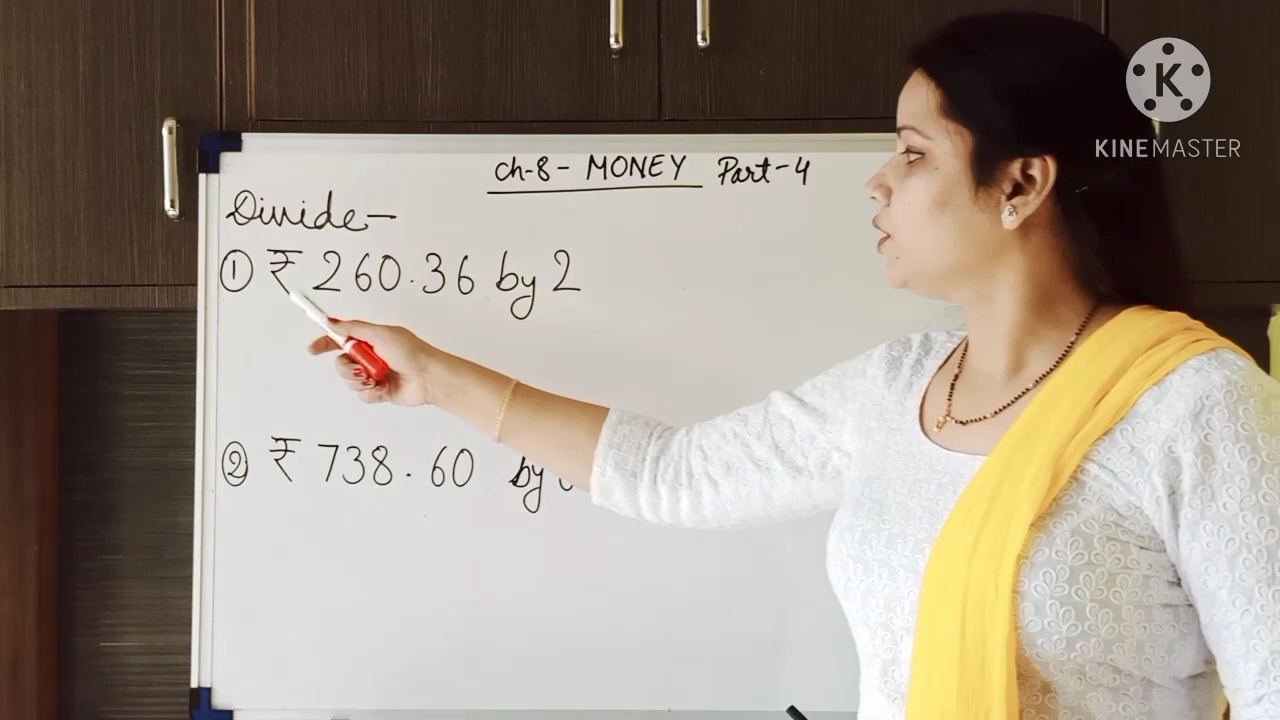 Ch-8 - MONEY Part-4
Divide-
① ₹ 260.36 by 2
② ₹ 738.60 by
K
KINEMASTER